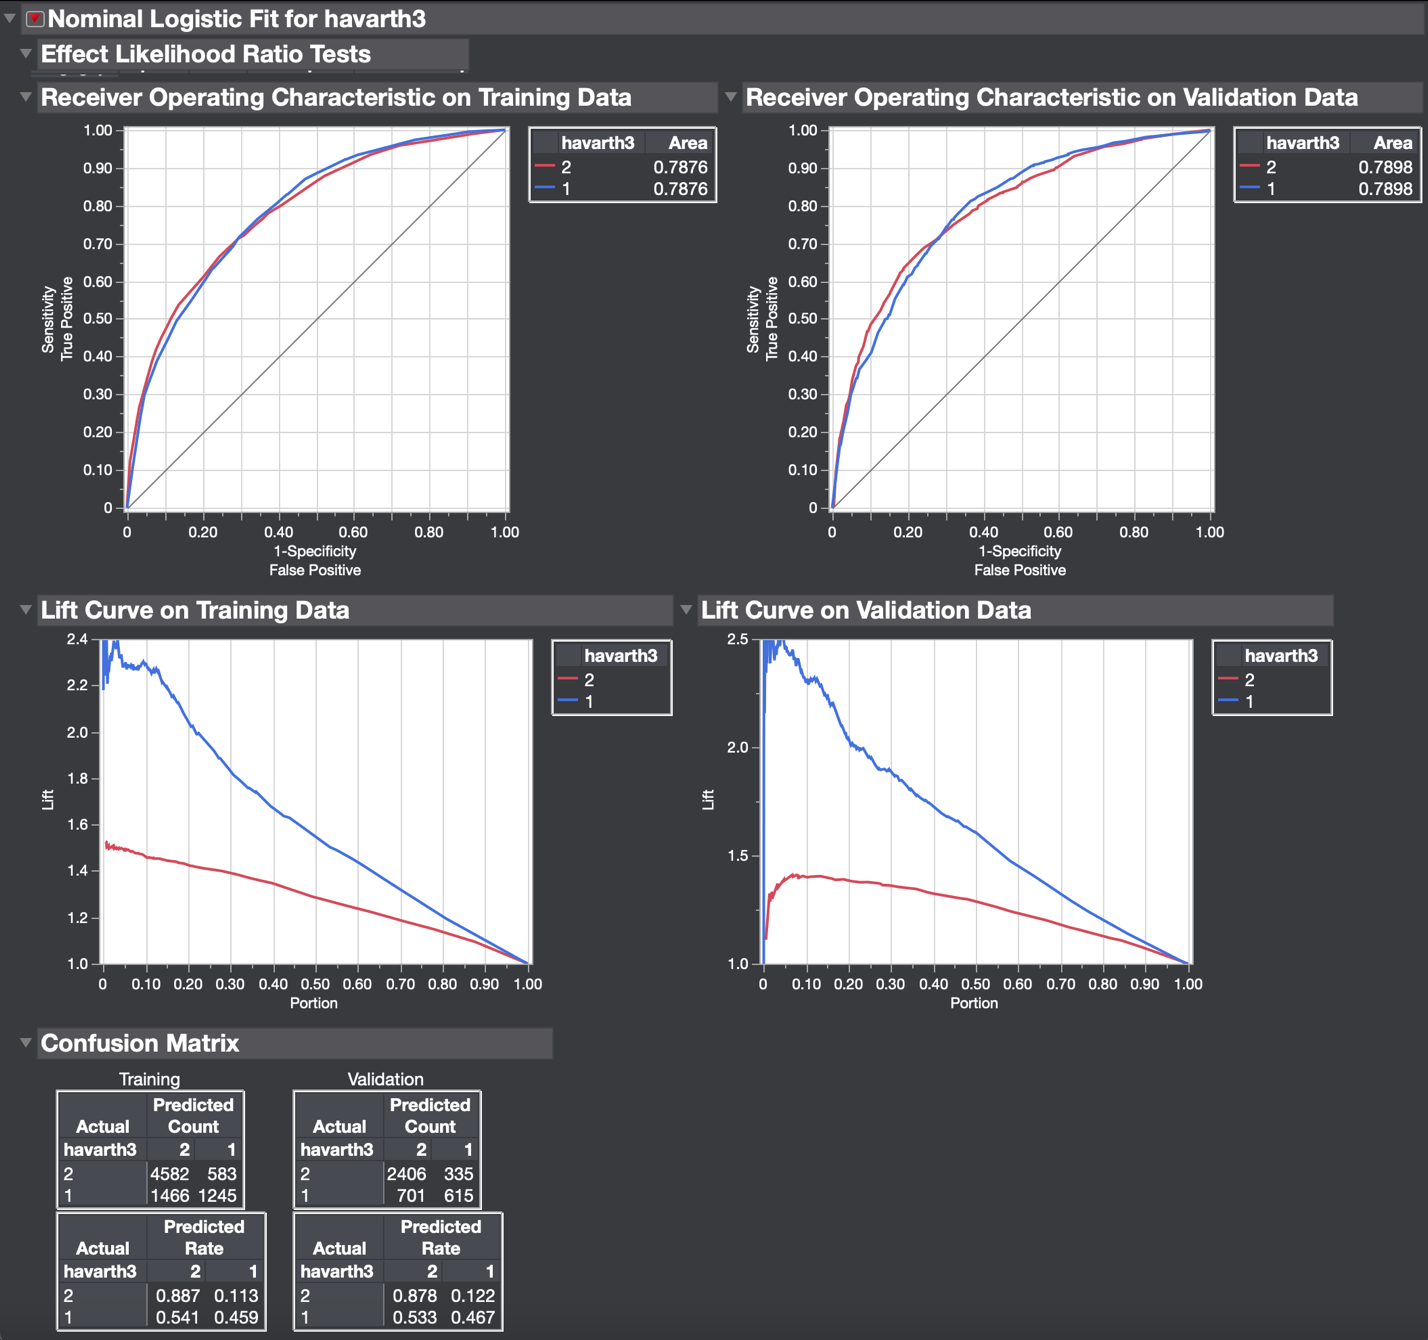 Nominal Logistic Fit for havarth3
Effect Likelihood Ratio Tests
Receiver Operating Characteristic on Training Data
1.00
0.90
0.80
0.70
0.60
0.50
0.40
0.30
0.20
0.10
0
Sensitivity
True Positive
0 0.20 0.40 0.60 0.80 1.00
1-Specificity
False Positive
havarth3 Area
2 0.7876
1 0.7876
Receiver Operating Characteristic on Validation Data
1.00
0.90
0.80
0.70
0.60
0.50
0.40
0.30
0.20
0.10
0
Sensitivity
True Positive
0 0.20 0.40 0.60 0.80 1.00
1-Specificity
False Positive
havarth3 Area
2 0.7898
1 0.7898
Lift Curve on Training Data
2.4
2.2
2.0
1.8
1.6
1.4
1.2
1.0
Lift
0 0.10 0.20 0.30 0.40 0.50 0.60 0.70 0.80 0.90 1.00
Portion
havarth3
2
1
Lift Curve on Validation Data
2.5
2.0
1.5
1.0
Lift
0 0.10 0.20 0.30 0.40 0.50 0.60 0.70 0.80 0.90 1.00
Portion
havarth3
2
1
Confusion Matrix
Training
Predicted
Actual Count
havarth3 2 1
2 4582 583
1 1466 1245
Predicted
Actual Rate
havarth3 2 1
2 0.887 0.113
1 0.541 0.459
Validation
Predicted
Actual Count
havarth3 2 1
2 2406 335
1 701 615
Predicted
Actual Rate
havarth3 2 1
2 0.878 0.122
1 0.533 0.467